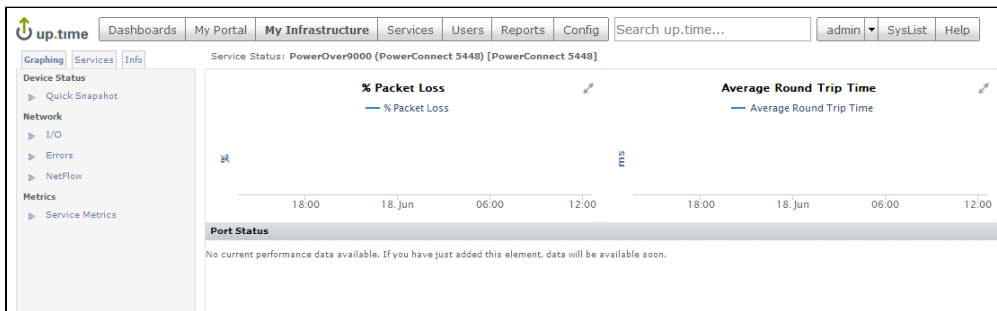 up.time Dashboards My Portal My Infrastructure Services Users Reports Config Search up.time... admin SysList Help
Graphing Services Info
Service Status: PowerOver9000 (PowerConnect 5448) [PowerConnect 5448]
Device Status
Quick Snapshot
Network
I/O
Errors
NetFlow
Metrics
Service Metrics
% Packet Loss
% Packet Loss
%
18:00 18. Jun 06:00 12:00
Average Round Trip Time
Average Round Trip Time
ms
18:00 18. Jun 06:00 12:00
Port Status
No current performance data available. If you have just added this element, data will be available soon.